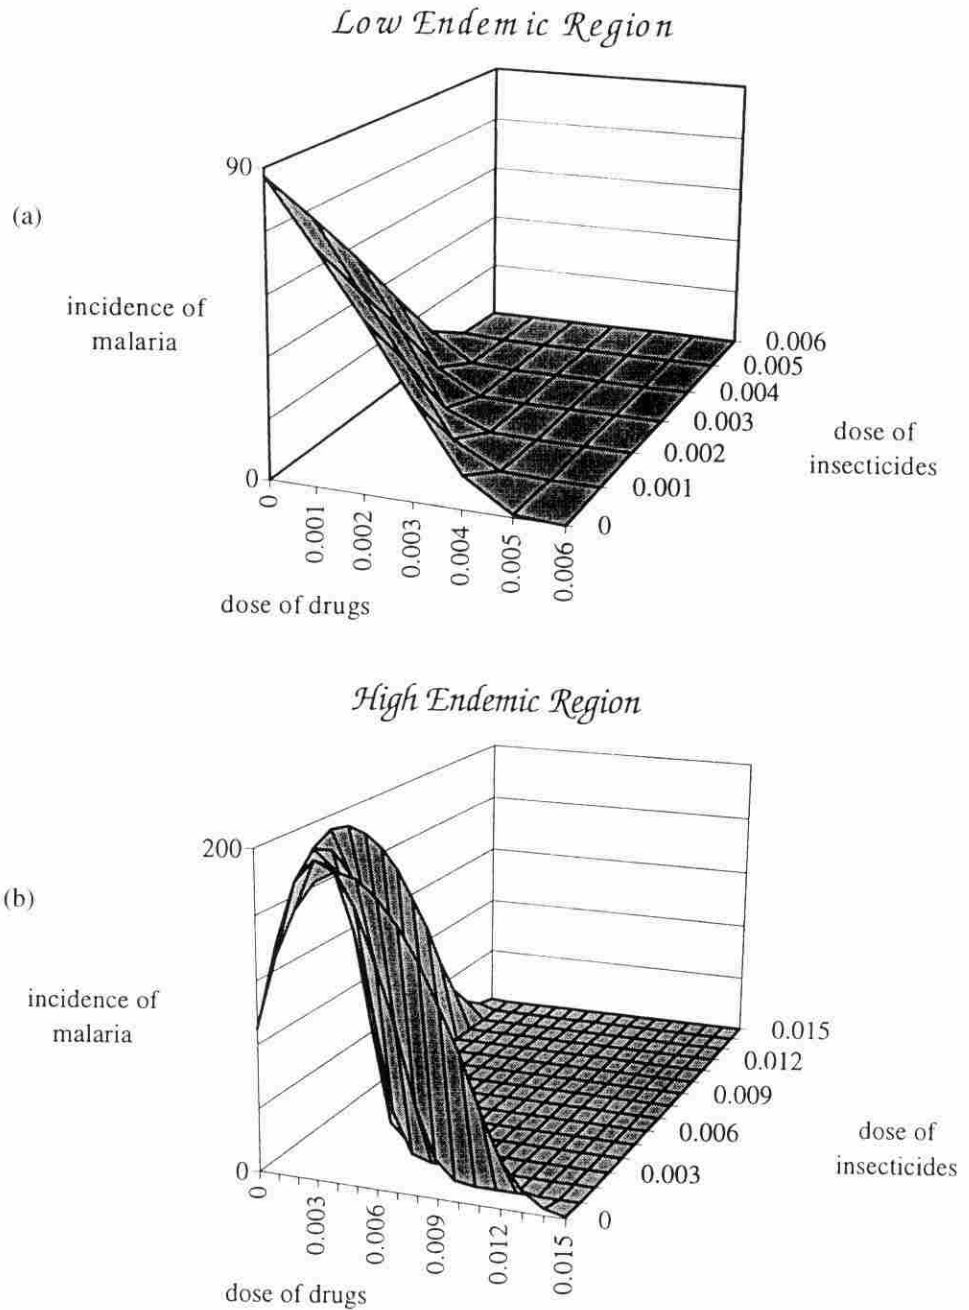 Low Endemic Region
90
(a)
incidence of
malaria
0
0
0.001
0.002
0.003
0.004
0.005
0.006
dose of drugs
0.006
0.005
0.004
0.003
0.002
0.001
0
dose of
insecticides
High Endemic Region
200
(b)
incidence of
malaria
0
0
0.003
0.006
0.009
0.012
0.015
dose of drugs
0.015
0.012
0.009
0.006
0.003
0
dose of
insecticides